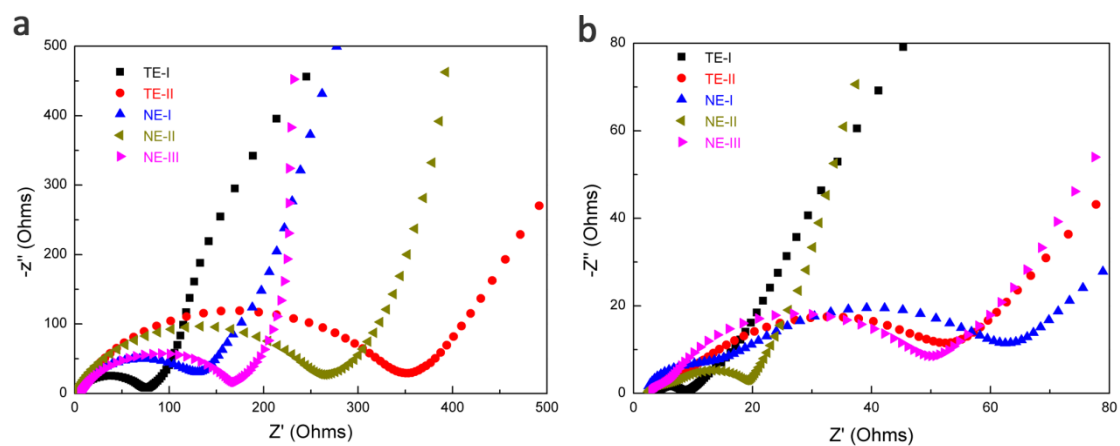 a
500
400
300
200
100
0
-z'' (Ohms)
TE-I
TE-II
NE-I
NE-II
NE-III
0 100 200 300 400 500
Z' (Ohms)
b
80
60
40
20
0
-Z'' (Ohms)
TE-I
TE-II
NE-I
NE-II
NE-III
0 20 40 60 80
Z' (Ohms)